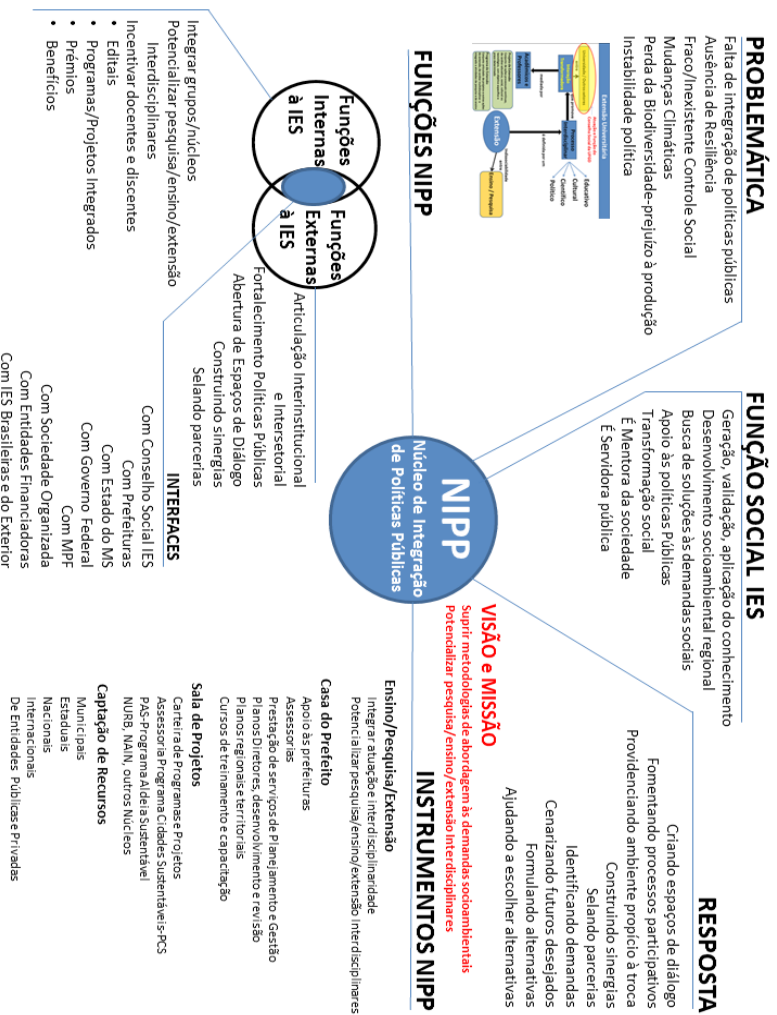 PROBLEMÁTICA
Falta de integração de políticas públicas
Ausência de Resiliência
Fraco/Inexistente Controle Social
Mudanças Climáticas
Perda da Biodiversidade-prejuízo à produção
Instabilidade política
Extensão Universitária
Acadêmicos e
Professores
Extensão
Educativo
Cultural
Científico
Político
Ensino / Pesquisa
FUNÇÃO SOCIAL IES
Geração, validação, aplicação do conhecimento
Desenvolvimento socioambiental regional
Busca de soluções às demandas sociais
Apoio às políticas Públicas
Transformação social
É Mentora da sociedade
É Servidora pública
RESPOSTA
Criando espaços de diálogo
Fomentando processos participativos
Providenciando ambiente propício à troca
Construindo sinergias
Selando parcerias
Identificando demandas
Cenarizando futuros desejados
Formulando alternativas
Ajudando a escolher alternativas
NIPP
Núcleo de Integração
de Políticas Públicas
VISÃO e MISSÃO
Suprir metodologias de abordagem às demandas socioambientais
Potencializar pesquisa/ensino/extensão Interdisciplinares
FUNÇÕES NIPP
Funções
Internas
à IES
Funções
Externas
à IES
Integrar grupos/núcleos
Potencializar pesquisa/ensino/extensão
Interdisciplinares
Incentivar docentes e discentes
• Editais
• Programas/Projetos Integrados
• Prémios
• Benefícios
Articulação Interinstitucional
e Intersetorial
Fortalecimento Políticas Públicas
Abertura de Espaços de Diálogo
Construindo sinergias
Selando parcerias
INTERFACES
Com Conselho Social IES
Com Prefeituras
Com Estado do MS
Com Governo Federal
Com MPF
Com Sociedade Organizada
Com Entidades Financiadoras
Com IES Brasileiras e do Exterior
INSTRUMENTOS NIPP
Ensino/Pesquisa/Extensão
Integrar atuação e interdisciplinaridade
Potencializar pesquisa/ensino/extensão Interdisciplinares
Casa do Prefeito
Apoio às prefeituras
Assessorias
Prestação de serviços de Planejamento e Gestão
Planos Diretores, desenvolvimento e revisão
Planos regionais e territoriais
Cursos de treinamento e capacitação
Sala de Projetos
Carteira de Programas e Projetos
Assessoria Programa Cidades Sustentáveis-PCS
PAS-Programa Aldeia Sustentável
NURB, NAIN, outros Núcleos
Captação de Recursos
Municipais
Estaduais
Nacionais
Internacionais
De Entidades Públicas e Privadas